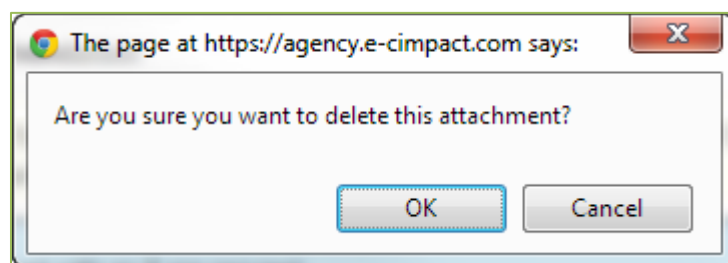 The page at https://agency.e-cimpact.com says:
Are you sure you want to delete this attachment?
OK
Cancel